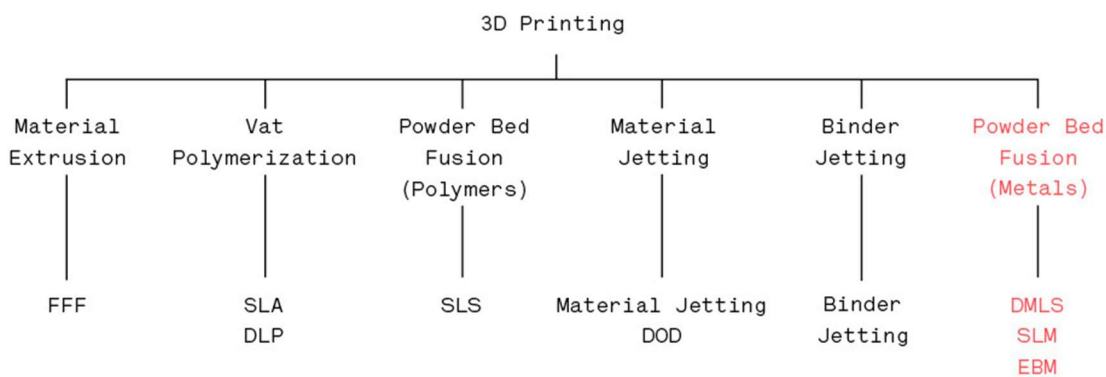 3D Printing
Material
Extrusion
Vat
Polymerization
Powder Bed
Fusion
(Polymers)
Material
Jetting
Binder
Jetting
Powder Bed
Fusion
(Metals)
FFF
SLA
DLP
SLS
Material Jetting
DOD
Binder
Jetting
DMLS
SLM
EBM